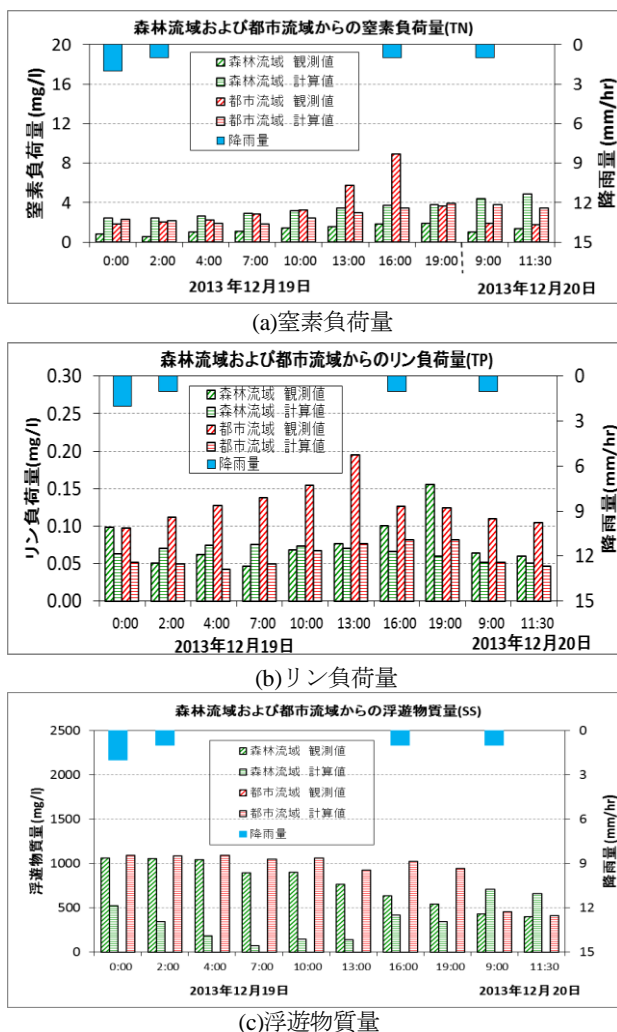 森林流域および都市流域からの窒素負荷量(TN)
窒素負荷量 (mg/l)
20
16
12
8
4
0
森林流域 観測値
森林流域 計算値
都市流域 観測値
都市流域 計算値
降雨量
0
3
6
9
12
15
降雨量 (mm/hr)
0:00 2:00 4:00 7:00 10:00 13:00 16:00 19:00 9:00 11:30
2013年12月19日 2013年12月20日
(a)窒素負荷量
森林流域および都市流域からのリン負荷量(TP)
リン負荷量(mg/l)
0.30
0.25
0.20
0.15
0.10
0.05
0.00
森林流域 観測値
森林流域 計算値
都市流域 観測値
都市流域 計算値
降雨量
0
3
6
9
12
15
降雨量 (mm/hr)
0:00 2:00 4:00 7:00 10:00 13:00 16:00 19:00 9:00 11:30
2013年12月19日 2013年12月20日
(b)リン負荷量
森林流域および都市流域からの浮遊物質量(SS)
浮遊物質量(mg/l)
2500
2000
1500
1000
500
0
森林流域 観測値
森林流域 計算値
都市流域 観測値
都市流域 計算値
降雨量
0
3
6
9
12
15
降雨量(mm/hr)
0:00 2:00 4:00 7:00 10:00 13:00 16:00 19:00 9:00 11:30
2013年12月19日 2013年12月20日
(c)浮遊物質量